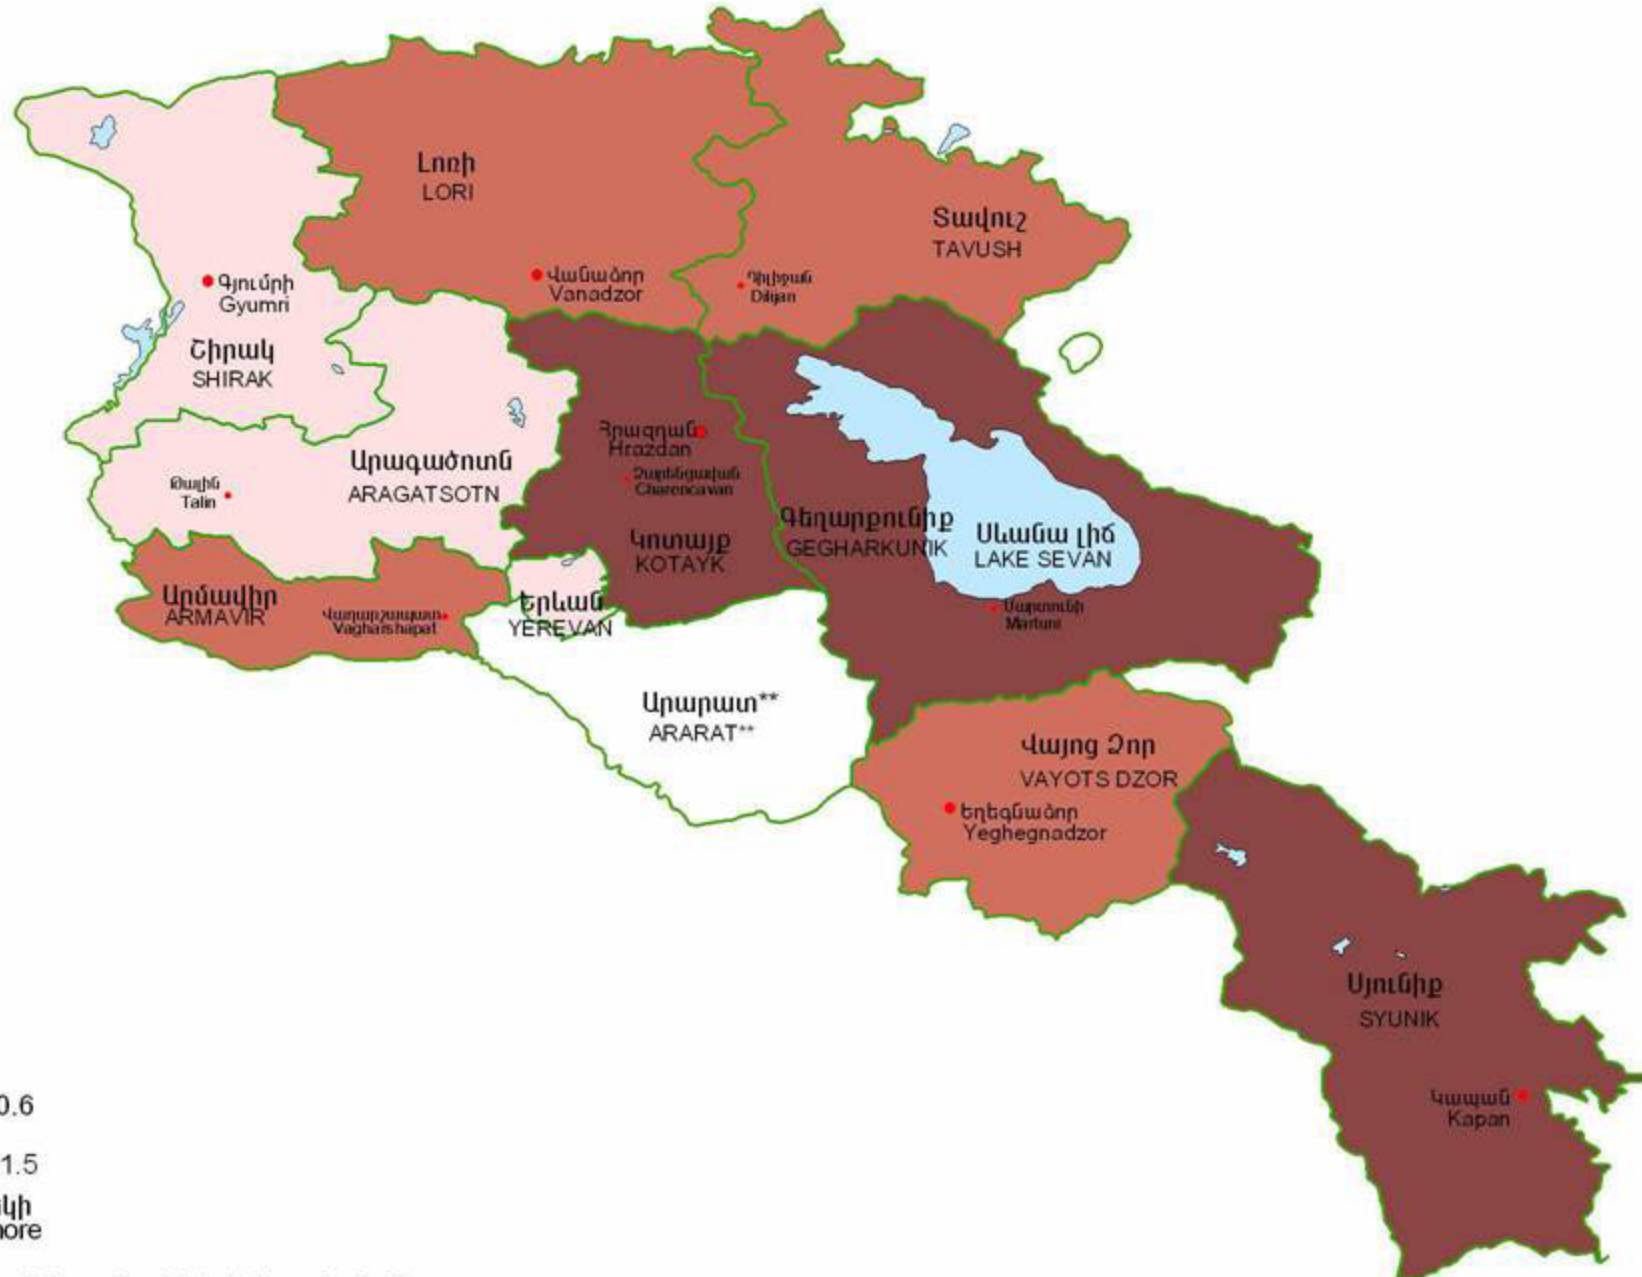 Լոռի
LORI
Տավուշ
TAVUSH
Գյումրի
Gyumri
Վանաձոր
Vanadzor
Դիլիջան
Dilijan
Շիրակ
SHIRAK
Հրազդան
Hrazdan
Չարենցավան
Charencavan
Արագածոտն
ARAGATSOTN
Թալին
Talin
Գեղարքունիք
GEGHARKUNIK
Սևանա լիճ
LAKE SEVAN
Կոտայք
KOTAYK
Արմավիր
ARMAVIR
Վաղարշապատ
Vagharshapat
Երևան
YEREVAN
Մարտունի
Martuni
Արարատ**
ARARAT**
Վայոց Ձոր
VAYOTS DZOR
Եղեգնաձոր
Yeghegnadzor
Սյունիք
SYUNIK
Կապան
Kapan
0.6
1.5